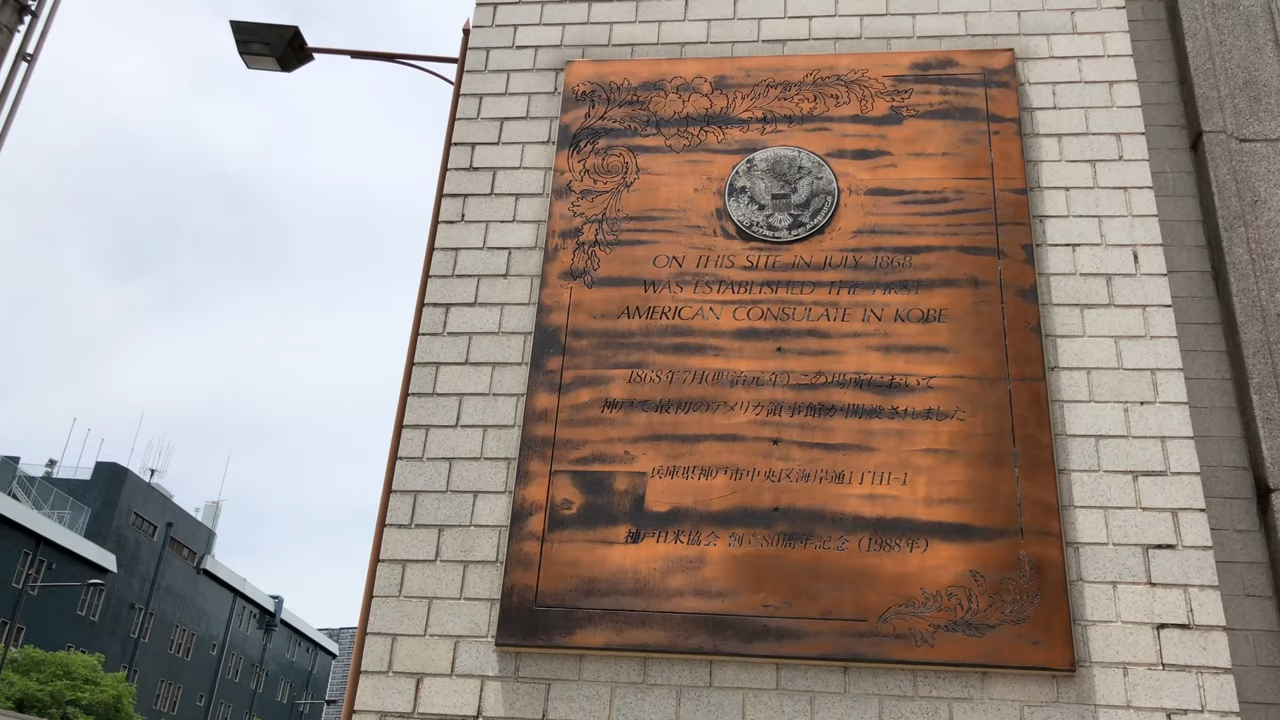 UNITED STATES OF AMERICA
ON THIS SITE IN JULY 1868
WAS ESTABLISHED THE FIRST
AMERICAN CONSULATE IN KOBE
1868年7月(明治元年)この場所において
神戸で最初のアメリカ領事館が開設されました
兵庫県神戸市中央区海岸通1丁目1-1
神戸日米協会 創立80周年記念 (1988年)